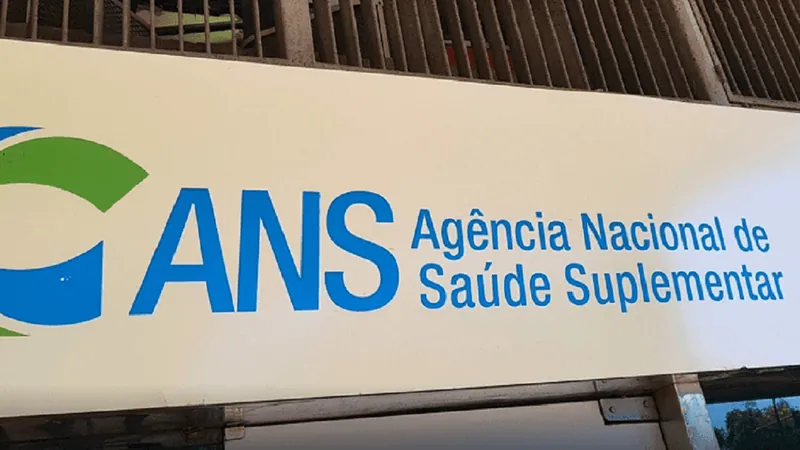 ANS
Agência Nacional de
Saúde Suplementar